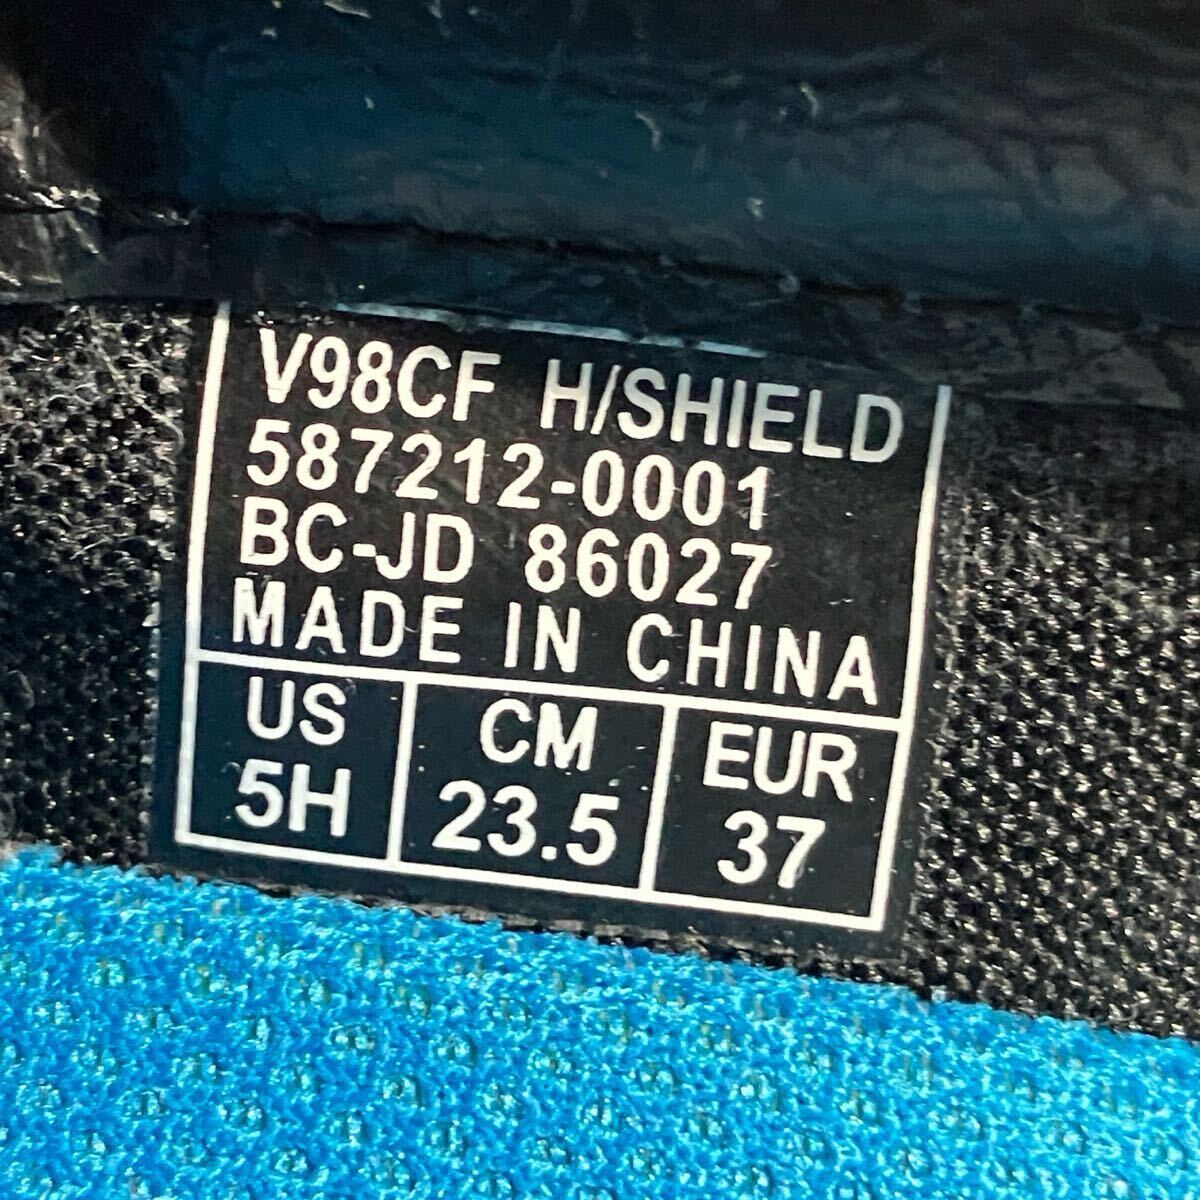 V98CF H/SHIELD
587212-0001
BC-JD 86027
MADE IN CHINA
US CM EUR
5H 23.5 37